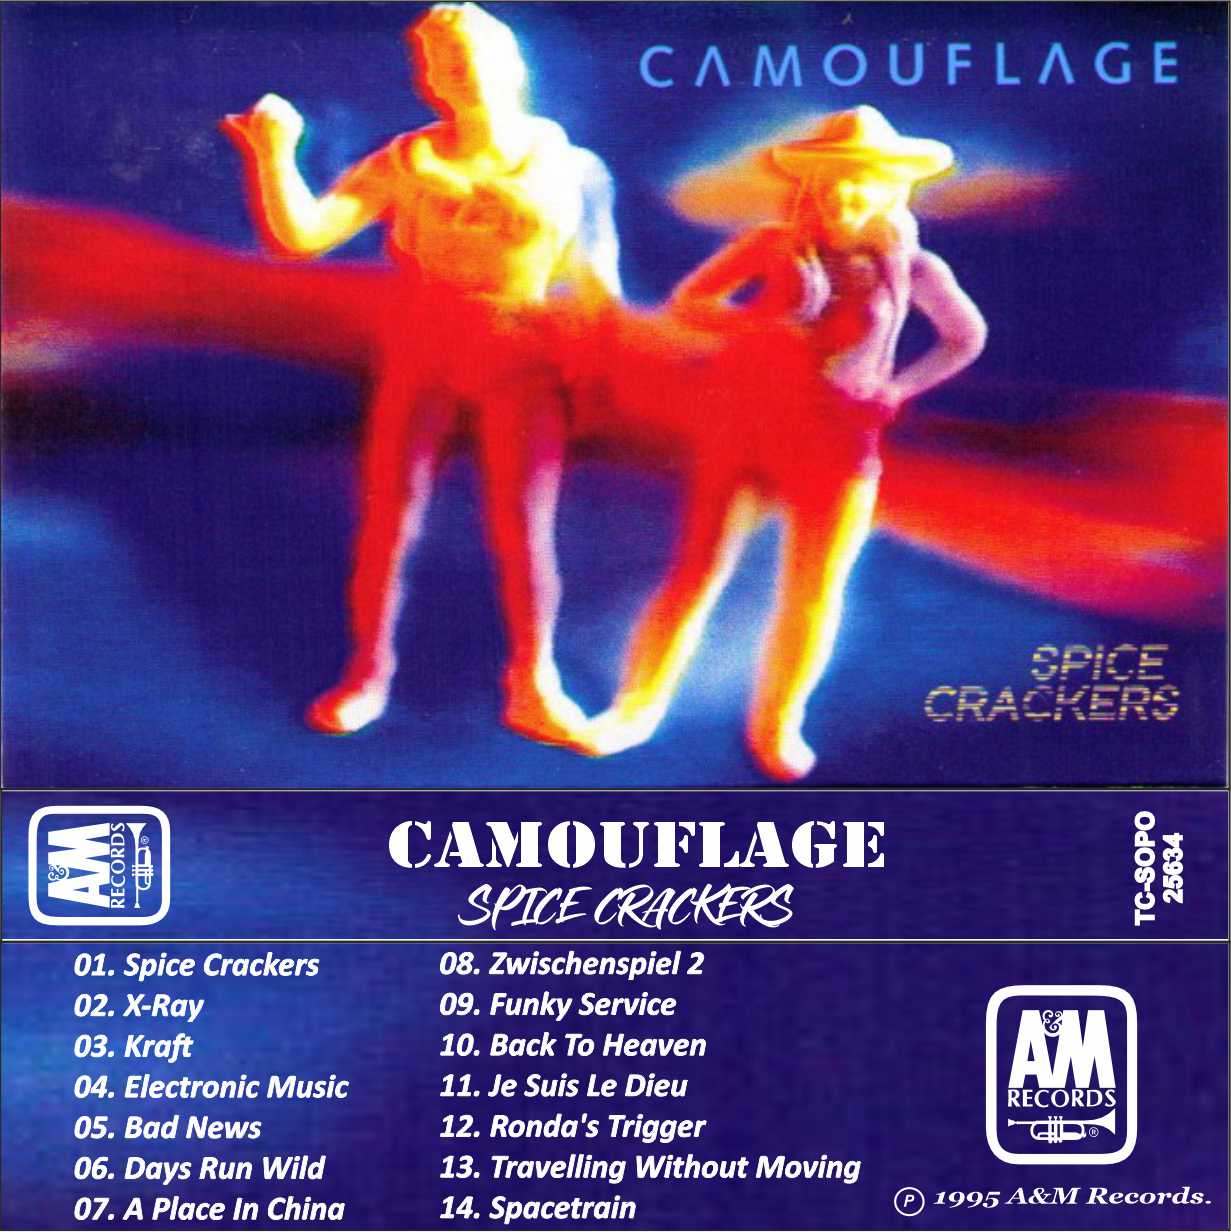 CAMOUFLAGE
SPICE
CRACKERS
A&M
RECORDS
®
CAMOUFLAGE
SPICE CRACKERS
TC-SOPO
25634
01. Spice Crackers
02. X-Ray
03. Kraft
04. Electronic Music
05. Bad News
06. Days Run Wild
07. A Place In China
08. Zwischenspiel 2
09. Funky Service
10. Back To Heaven
11. Je Suis Le Dieu
12. Ronda's Trigger
13. Travelling Without Moving
14. Spacetrain
A&M
RECORDS
®
℗ 1995 A&M Records.